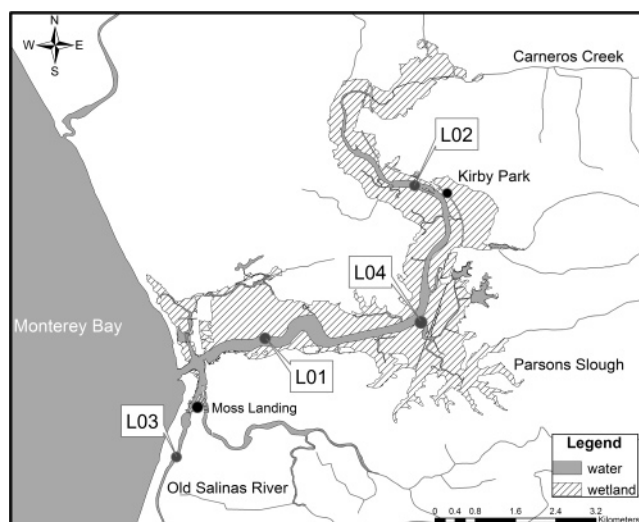 N
W E
S
Carneros Creek
L02
Kirby Park
L04
Monterey Bay
L01
Parsons Slough
Moss Landing
L03
Old Salinas River
Legend
water
wetland
0 0.4 0.8 1.6 2.4 3.2
Kilometers